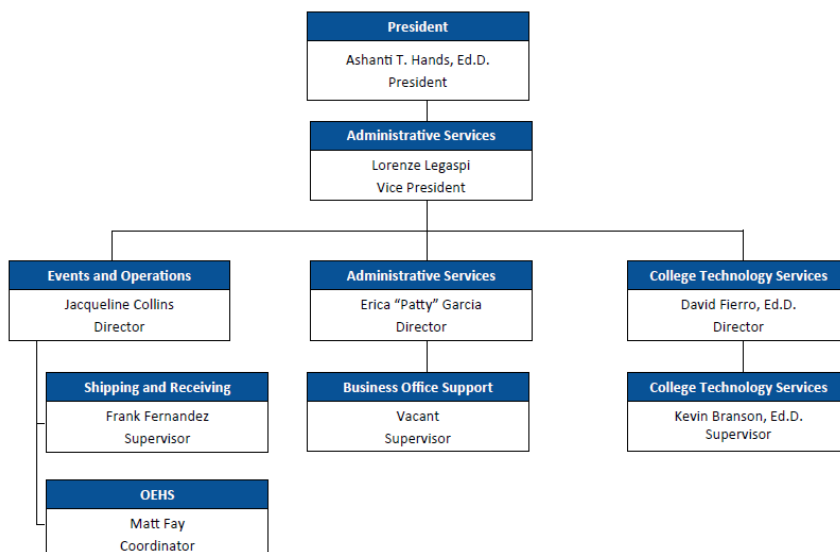 President
Ashanti T. Hands, Ed.D.
President
Administrative Services
Lorenze Legaspi
Vice President
Events and Operations
Jacqueline Collins
Director
Administrative Services
Erica “Patty” Garcia
Director
College Technology Services
David Fierro, Ed.D.
Director
Shipping and Receiving
Frank Fernandez
Supervisor
Business Office Support
Vacant
Supervisor
College Technology Services
Kevin Branson, Ed.D.
Supervisor
OEHS
Matt Fay
Coordinator